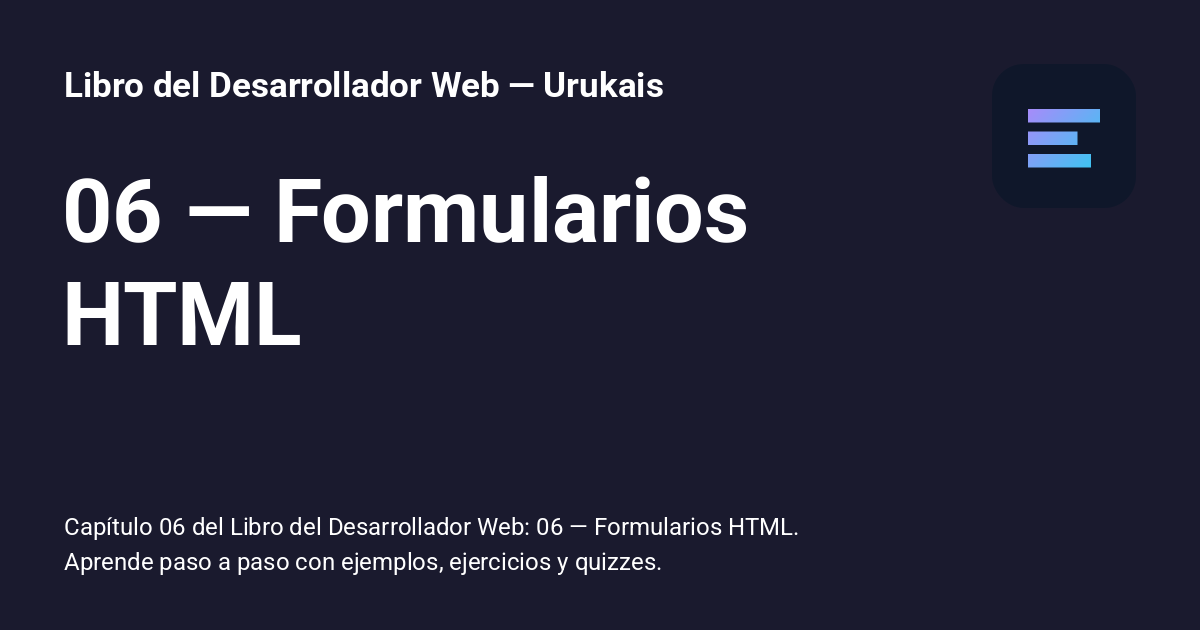 Libro del Desarrollador Web — Urukais
06 — Formularios
HTML
Capítulo 06 del Libro del Desarrollador Web: 06 — Formularios HTML.
Aprende paso a paso con ejemplos, ejercicios y quizzes.